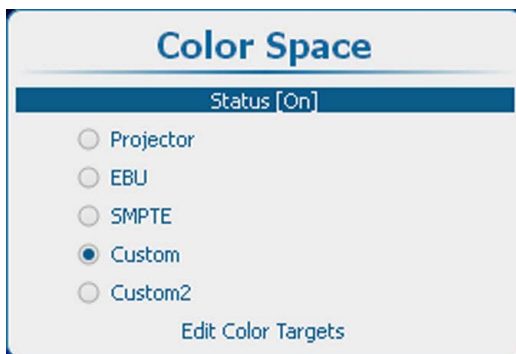 Color Space
Status [On]
Projector
EBU
SMPTE
Custom
Custom2
Edit Color Targets